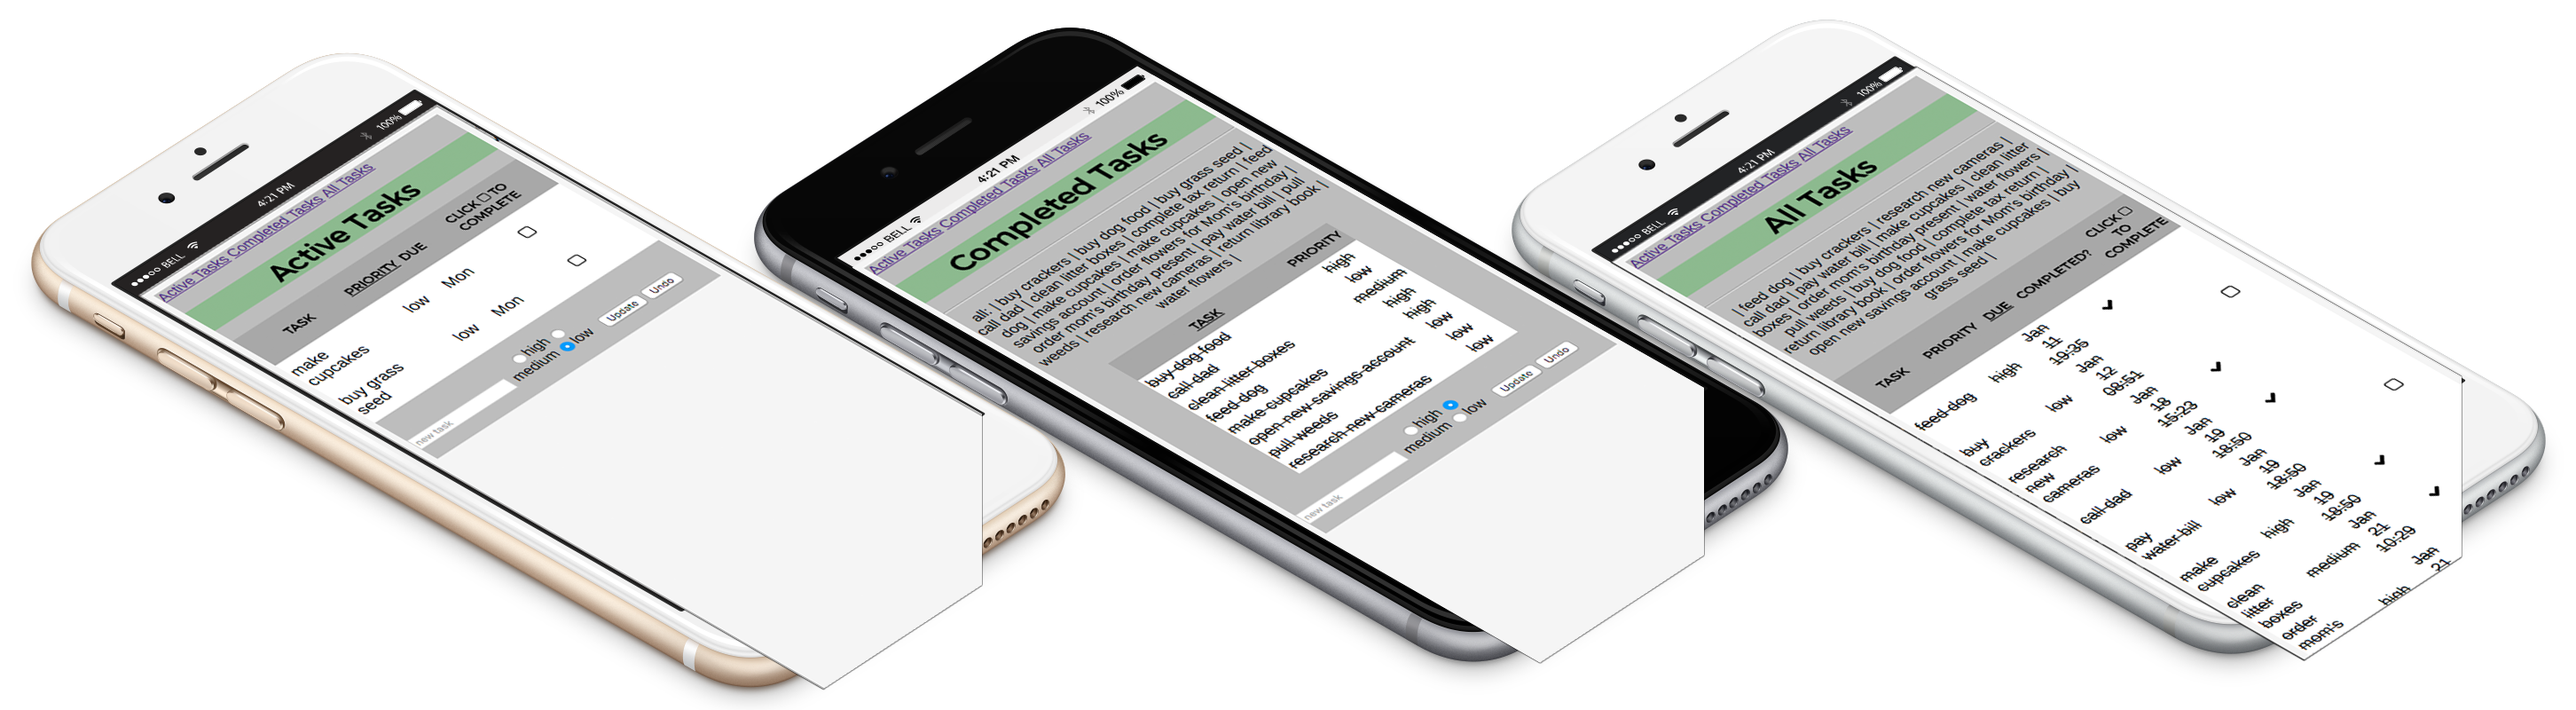 BELL 4:21 PM 100%
Active Tasks Completed Tasks All Tasks
Active Tasks
TASK PRIORITY DUE CLICK TO
COMPLETE
make
cupcakes low Mon
buy grass
seed low Mon
new task
high
medium low
Update Undo
BELL 4:21 PM 100%
Active Tasks Completed Tasks All Tasks
Completed Tasks
all: | buy crackers | buy dog food | buy grass seed |
call dad | clean litter boxes | complete tax return | feed
dog | make cupcakes | make cupcakes | open new
savings account | order flowers for Mom's birthday |
order mom's birthday present | pay water bill | pull
weeds | research new cameras | return library book |
water flowers |
TASK PRIORITY
buy dog food high
call dad low
clean litter boxes medium
feed dog high
make cupcakes high
open new savings account low
pull weeds low
research new cameras low
new task
high
medium low
Update Undo
BELL 4:21 PM 100%
Active Tasks Completed Tasks All Tasks
All Tasks
| feed dog | buy crackers | research new cameras |
call dad | pay water bill | make cupcakes | clean litter
boxes | order mom's birthday present | water flowers |
pull weeds | buy dog food | complete tax return |
return library book | order flowers for Mom's birthday |
open new savings account | make cupcakes | buy
grass seed |
TASK PRIORITY DUE COMPLETED? CLICK
TO
COMPLETE
feed dog high Jan
11
19:35
buy
crackers low Jan
12
08:51
research
new
cameras low Jan
18
15:23
call dad low Jan
19
18:50
pay
water bill low Jan
19
18:50
make
cupcakes high Jan
19
18:50
clean
litter
boxes medium Jan
21
10:29
order
mom's high Jan
21